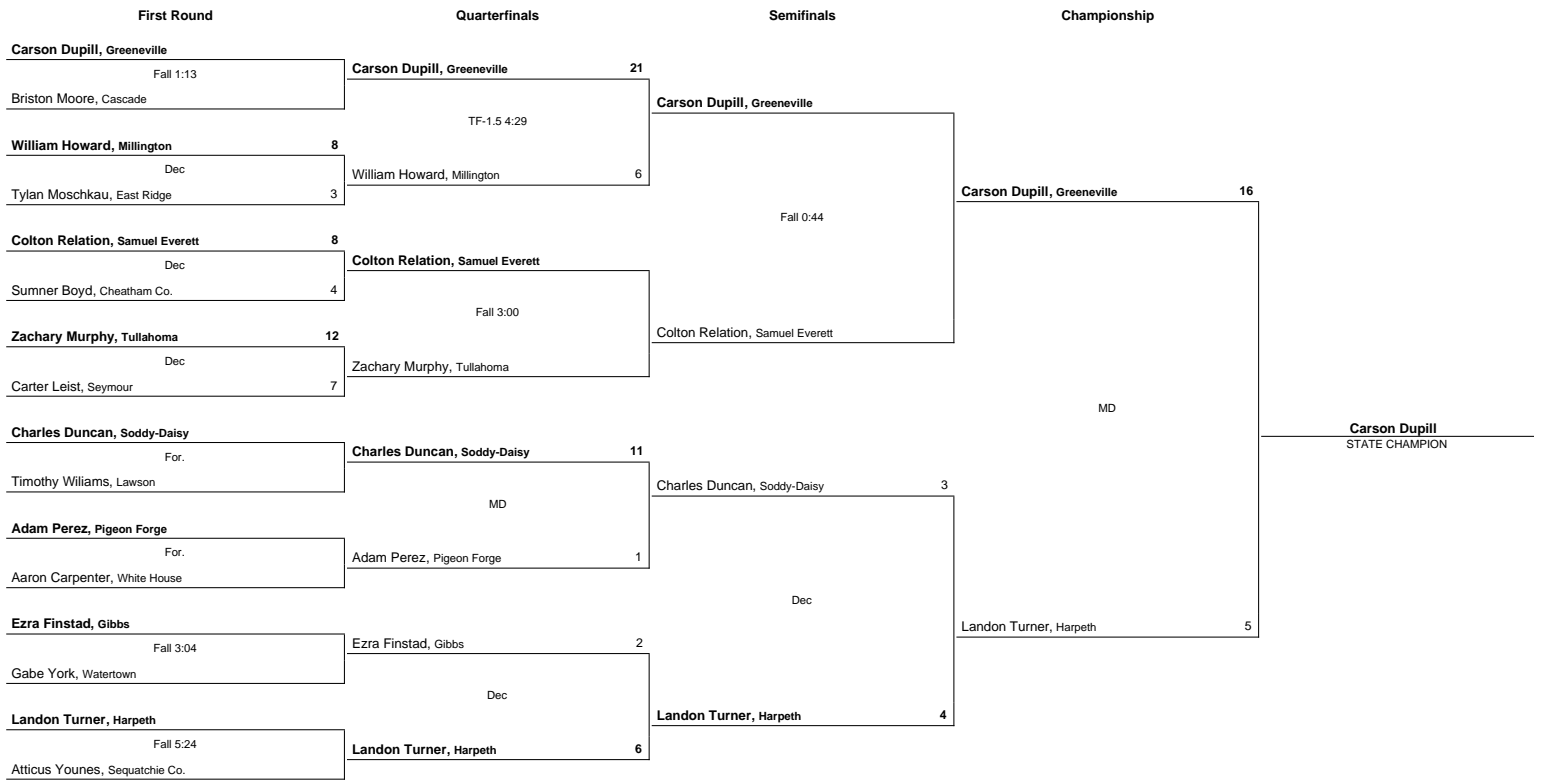 First Round Quarterfinals Semifinals Championship
Carson Dupill, Greeneville
Fall 1:13
Briston Moore, Cascade
William Howard, Millington 8
Dec
Tylan Moschkau, East Ridge 3
Colton Relation, Samuel Everett 8
Dec
Sumner Boyd, Cheatham Co. 4
Zachary Murphy, Tullahoma 12
Dec
Carter Leist, Seymour 7
Charles Duncan, Soddy-Daisy
For.
Timothy Wiliams, Lawson
Adam Perez, Pigeon Forge
For.
Aaron Carpenter, White House
Ezra Finstad, Gibbs
Fall 3:04
Gabe York, Watertown
Landon Turner, Harpeth
Fall 5:24
Atticus Younes, Sequatchie Co.
Carson Dupill, Greeneville 21
TF-1.5 4:29
William Howard, Millington 6
Colton Relation, Samuel Everett
Fall 3:00
Zachary Murphy, Tullahoma
Charles Duncan, Soddy-Daisy 11
MD
Adam Perez, Pigeon Forge 1
Ezra Finstad, Gibbs 2
Dec
Landon Turner, Harpeth 6
Carson Dupill, Greeneville
Fall 0:44
Colton Relation, Samuel Everett
Charles Duncan, Soddy-Daisy 3
Dec
Landon Turner, Harpeth 4
Carson Dupill, Greeneville 16
MD
Landon Turner, Harpeth 5
Carson Dupill
STATE CHAMPION